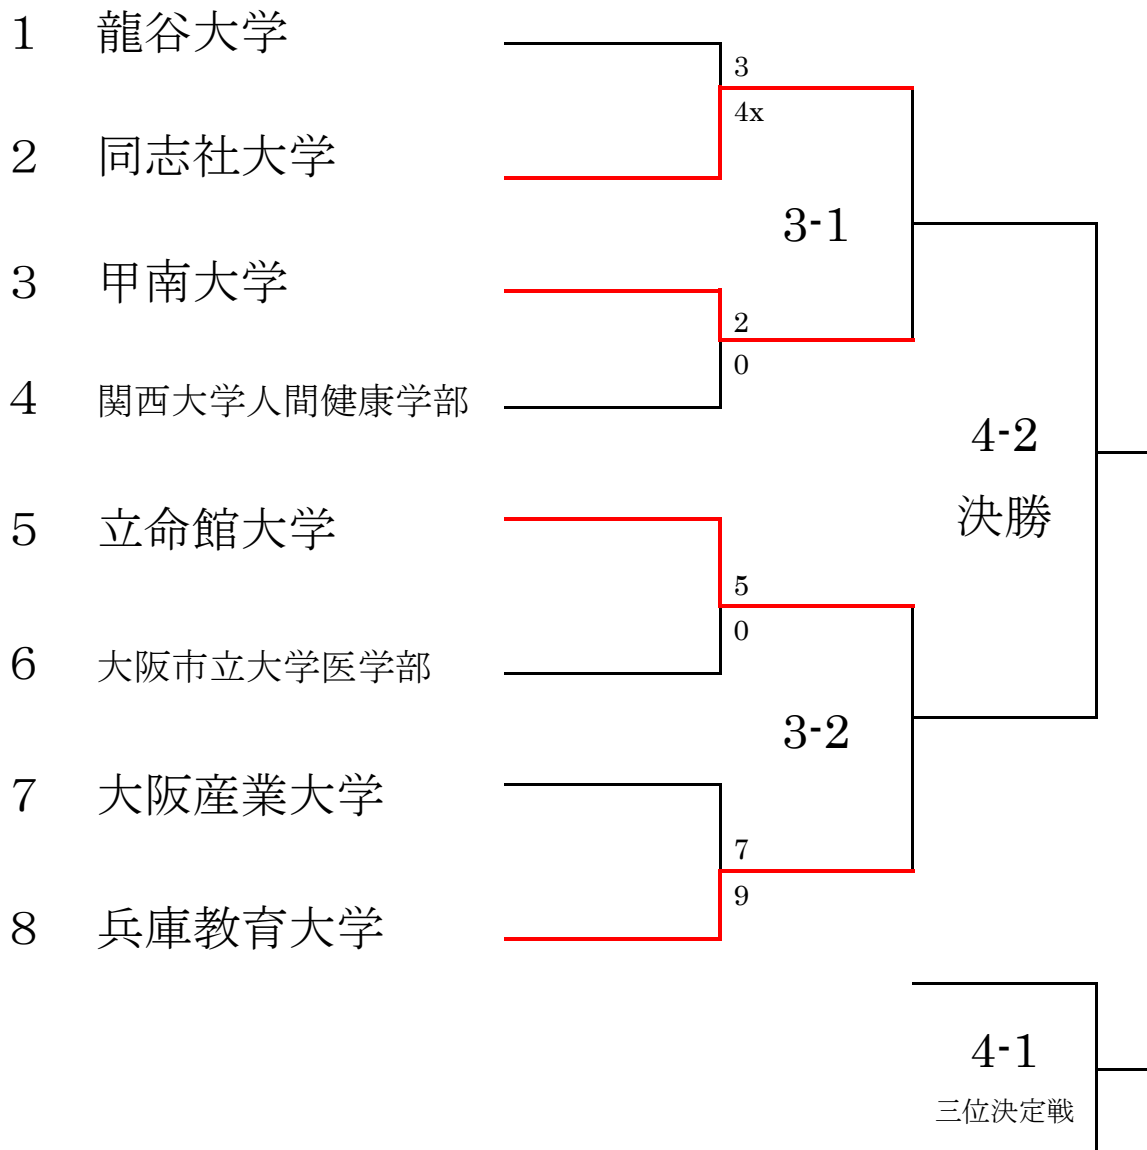 1 龍谷大学
3
4x
2 同志社大学
3-1
3 甲南大学
2
0
4 関西大学人間健康学部
4-2
決勝
5 立命館大学
5
0
6 大阪市立大学医学部
3-2
7 大阪産業大学
7
9
8 兵庫教育大学
4-1
三位決定戦